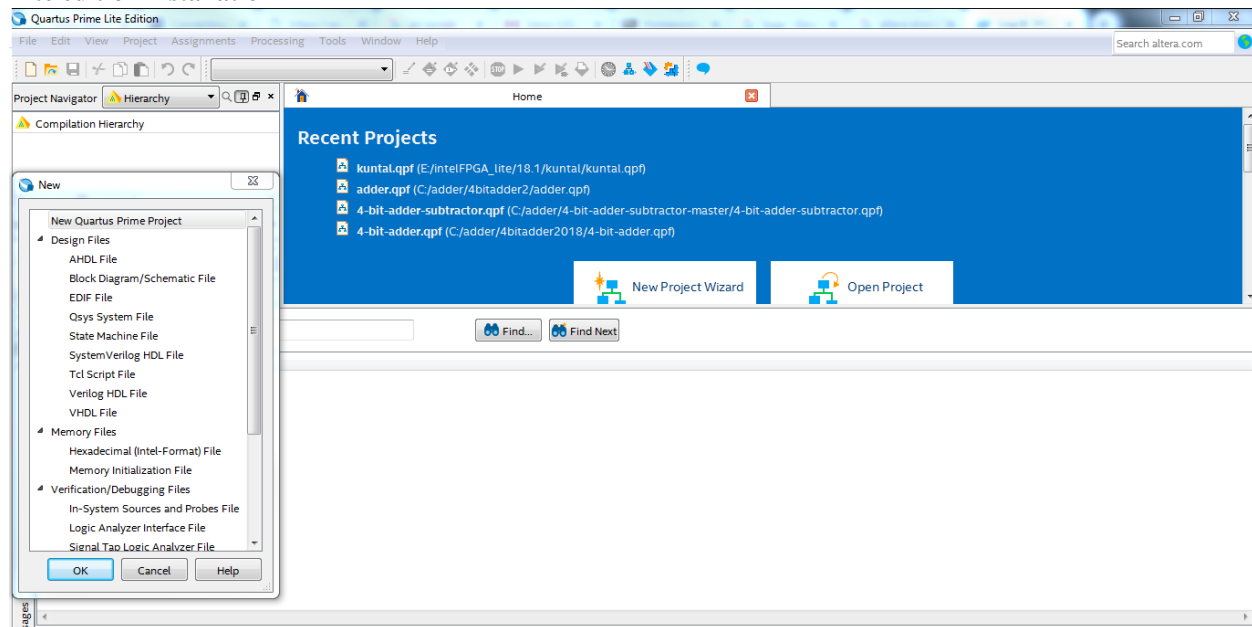 Quartus Prime Lite Edition
File Edit View Project Assignments Processing Tools Window Help
Search altera.com
STOP
Project Navigator Hierarchy
Home
Compilation Hierarchy
Recent Projects
kuntal.qpf (E:/intelFPGA_lite/18.1/kuntal/kuntal.qpf)
adder.qpf (C:/adder/4bitadder2/adder.qpf)
4-bit-adder-subtractor.qpf (C:/adder/4-bit-adder-subtractor-master/4-bit-adder-subtractor.qpf)
4-bit-adder.qpf (C:/adder/4bitadder2018/4-bit-adder.qpf)
New Project Wizard
Open Project
Find...
Find Next
New
New Quartus Prime Project
Design Files
AHDL File
Block Diagram/Schematic File
EDIF File
Qsys System File
State Machine File
SystemVerilog HDL File
Tcl Script File
Verilog HDL File
VHDL File
Memory Files
Hexadecimal (Intel-Format) File
Memory Initialization File
Verification/Debugging Files
In-System Sources and Probes File
Logic Analyzer Interface File
Signal Tap Logic Analyzer File
OK
Cancel
Help